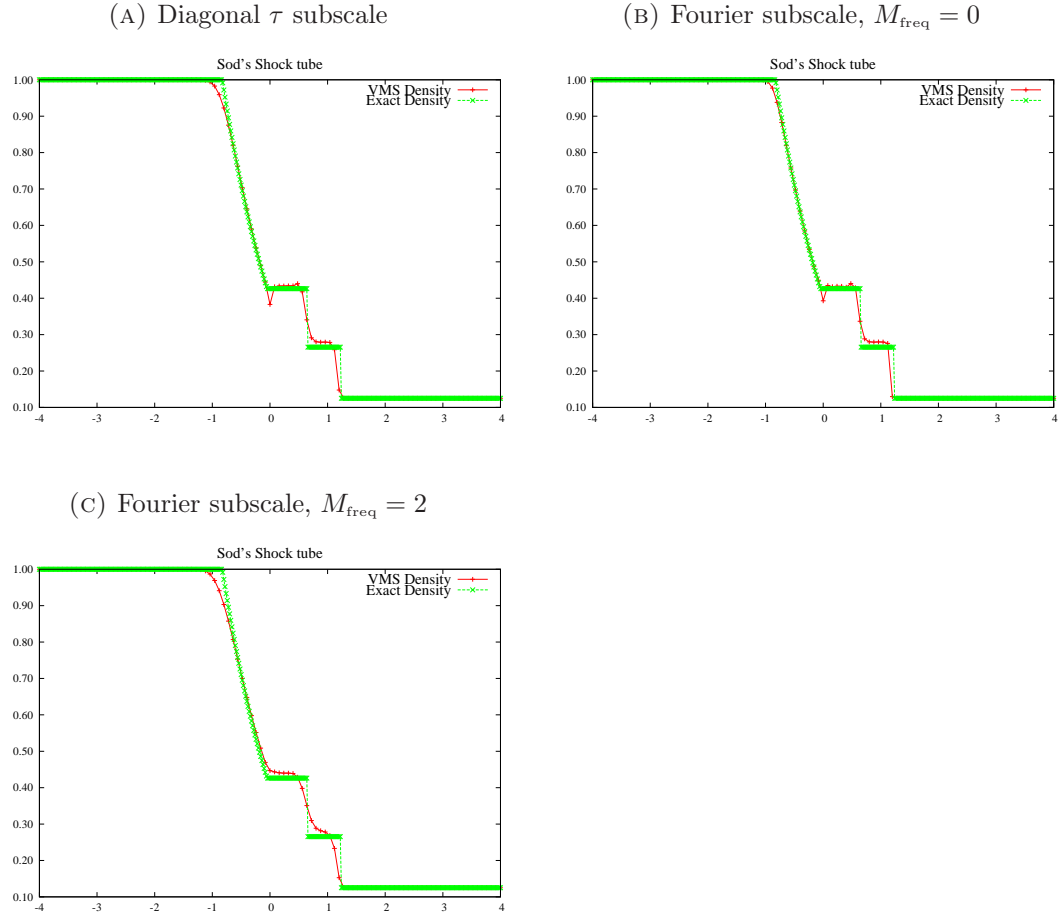 (A) Diagonal τ subscale
Sod's Shock tube
VMS Density
Exact Density
1.00
0.90
0.80
0.70
0.60
0.50
0.40
0.30
0.20
0.10
-4 -3 -2 -1 0 1 2 3 4
(B) Fourier subscale, M_freq = 0
Sod's Shock tube
VMS Density
Exact Density
1.00
0.90
0.80
0.70
0.60
0.50
0.40
0.30
0.20
0.10
-4 -3 -2 -1 0 1 2 3 4
(C) Fourier subscale, M_freq = 2
Sod's Shock tube
VMS Density
Exact Density
1.00
0.90
0.80
0.70
0.60
0.50
0.40
0.30
0.20
0.10
-4 -3 -2 -1 0 1 2 3 4